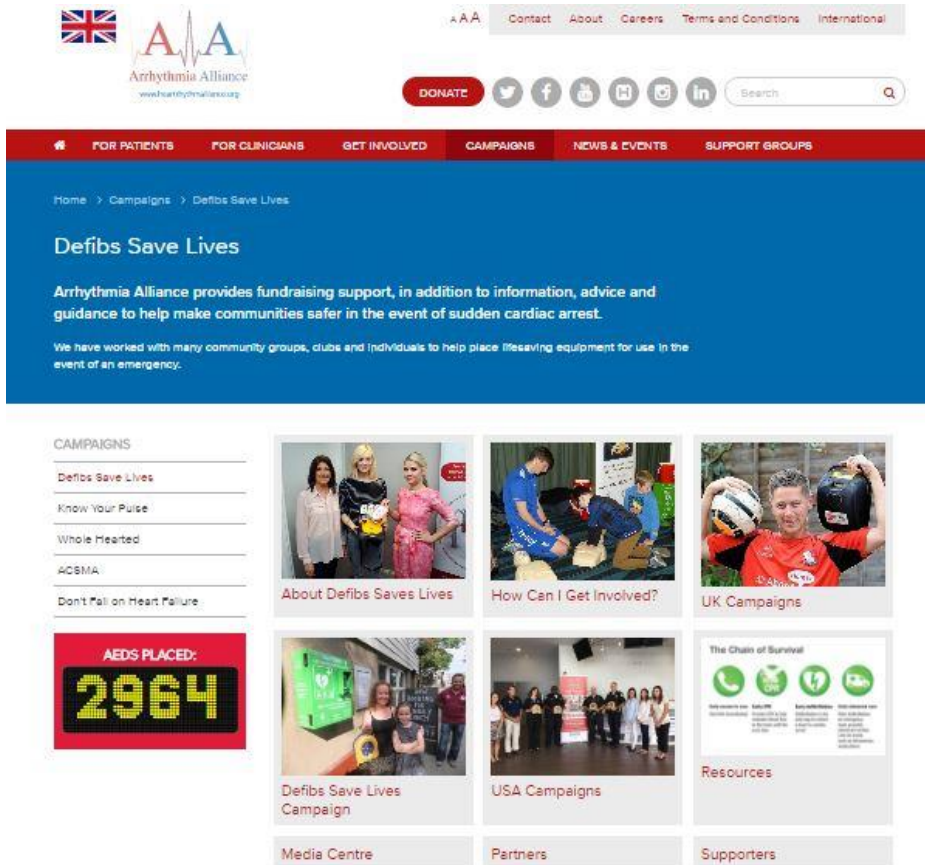 AAA
Contact About Careers Terms and Conditions International
AA
Arrhythmia Alliance
www.heartrhythmalliance.org
DONATE
Search
FOR PATIENTS FOR CLINICIANS GET INVOLVED CAMPAIGNS NEWS & EVENTS SUPPORT GROUPS
Home > Campaigns > Defibs Save Lives
Defibs Save Lives
Arrhythmia Alliance provides fundraising support, in addition to information, advice and
guidance to help make communities safer in the event of sudden cardiac arrest.
We have worked with many community groups, clubs and individuals to help place lifesaving equipment for use in the
event of an emergency.
CAMPAIGNS
Defibs Save Lives
Know Your Pulse
Whole Hearted
ACSMA
Don't Fall on Heart Failure
AEDS PLACED:
2964
About Defibs Saves Lives
How Can I Get Involved?
UK Campaigns
The Chain of Survival
CPR
Defibs Save Lives
Campaign
USA Campaigns
Resources
Media Centre
Partners
Supporters